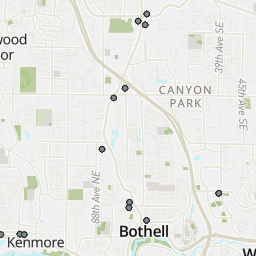 wood
or
39th Ave SE
45th Ave SE
CANYON
PARK
88th Ave NE
Bothell
Kenmore
W